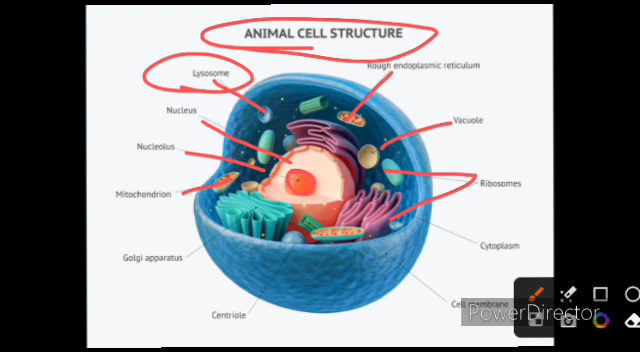 ANIMAL CELL STRUCTURE
Rough endoplasmic reticulum
Lysosome
Nucleus
Vacuole
Nucleolus
Ribosomes
Mitochondrion
Cytoplasm
Golgi apparatus
Cell membrane
Centriole
PowerDirector